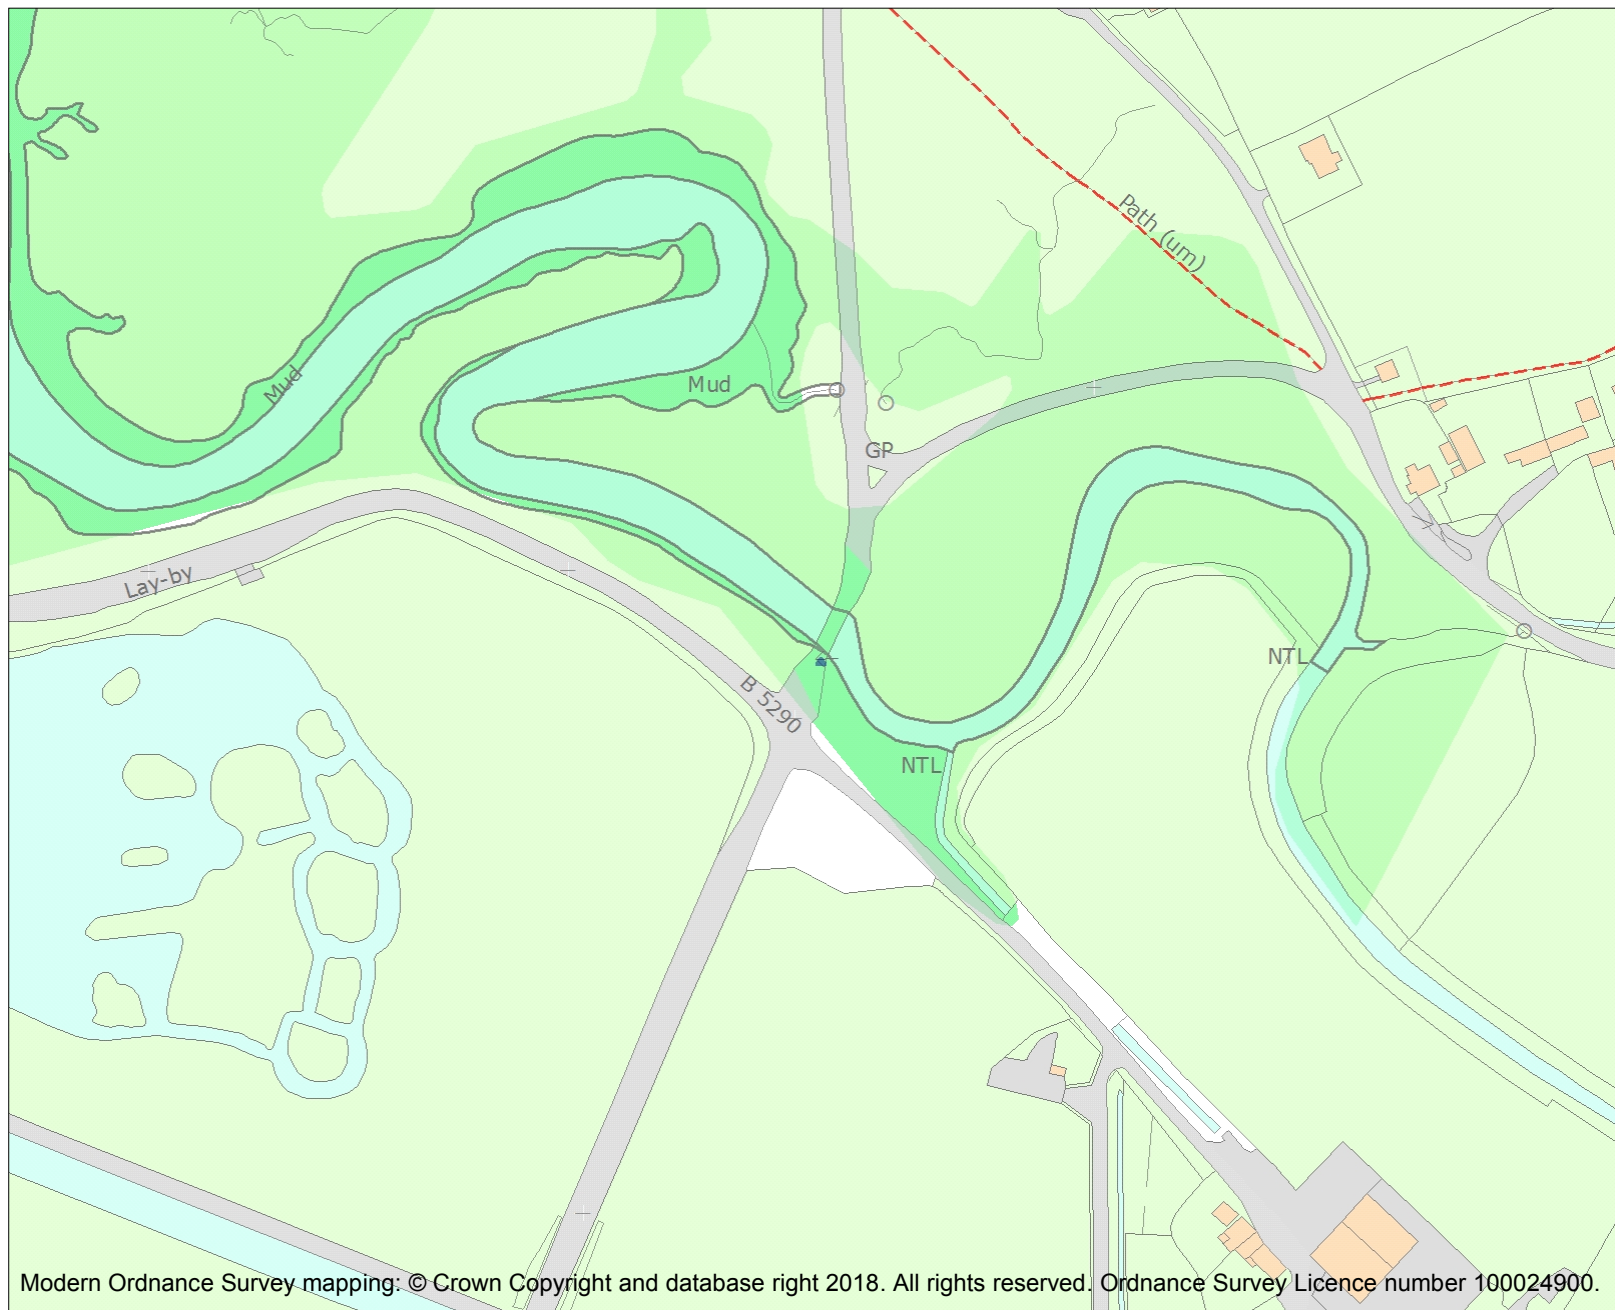 Path (um)
Mud
Mud
GP
Lay-by
NTL
B 5290
NTL
Modern Ordnance Survey mapping: © Crown Copyright and database right 2018. All rights reserved. Ordnance Survey Licence number 100024900.